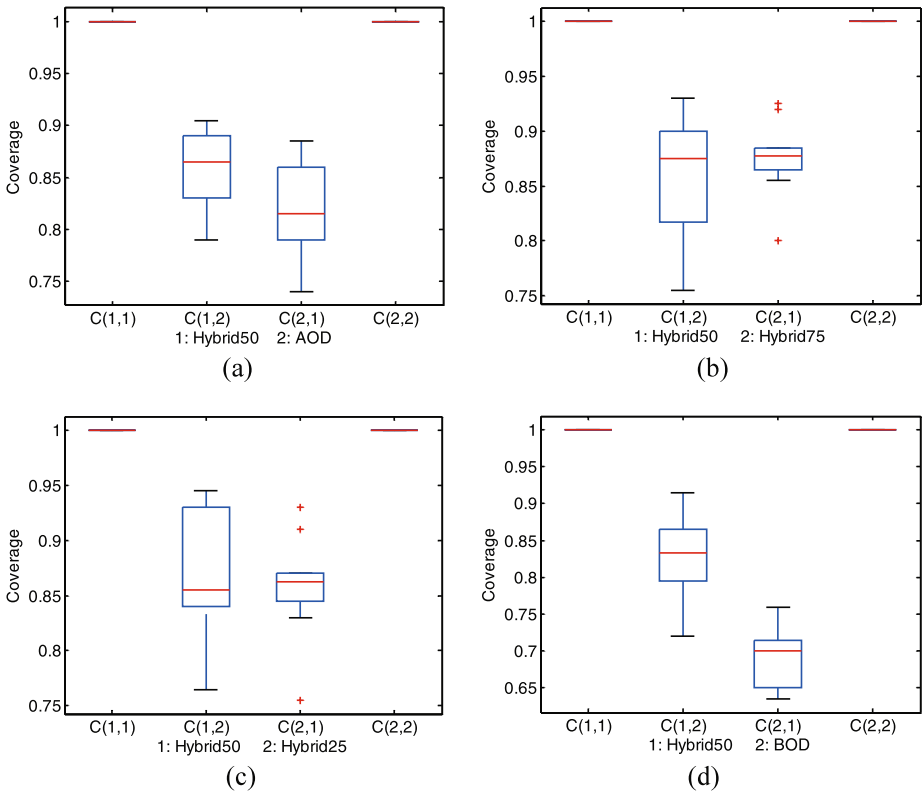 1
0.95
0.9
0.85
0.8
0.75
Coverage
C(1,1) C(1,2) C(2,1) C(2,2)
1: Hybrid50 2: AOD
(a)
1
0.95
0.9
0.85
0.8
0.75
Coverage
C(1,1) C(1,2) C(2,1) C(2,2)
1: Hybrid50 2: Hybrid75
(b)
1
0.95
0.9
0.85
0.8
0.75
Coverage
C(1,1) C(1,2) C(2,1) C(2,2)
1: Hybrid50 2: Hybrid25
(c)
1
0.95
0.9
0.85
0.8
0.75
0.7
0.65
Coverage
C(1,1) C(1,2) C(2,1) C(2,2)
1: Hybrid50 2: BOD
(d)